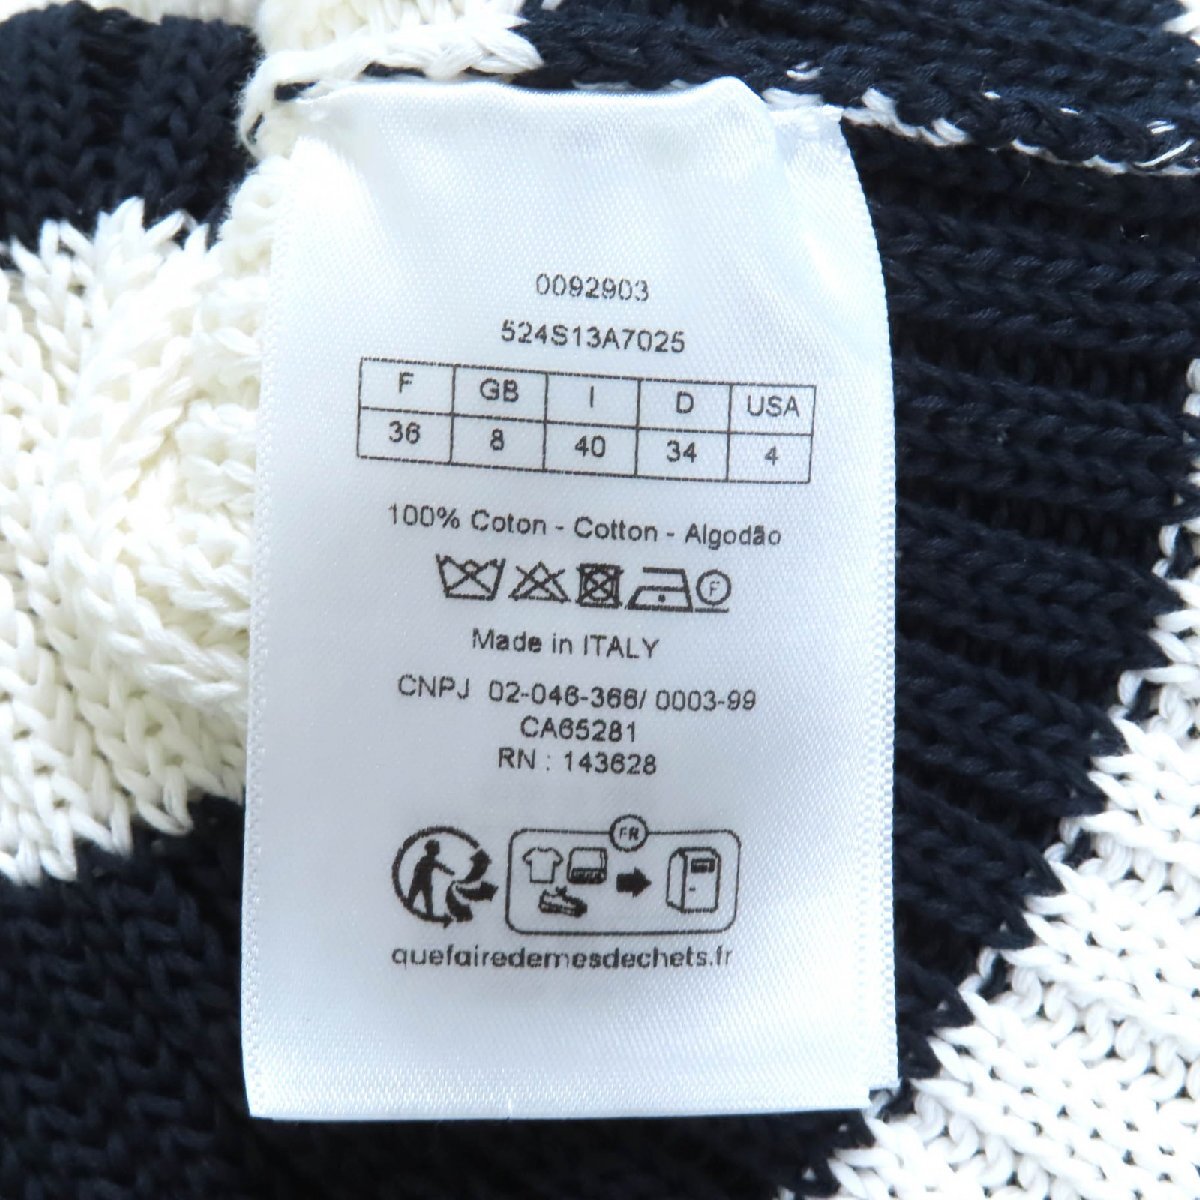 0092903
524S13A7025
F GB I D USA
36 8 40 34 4
100% Coton - Cotton - Algodão
F
Made in ITALY
CNPJ 02-046-366/ 0003-99
CA65281
RN : 143628
FR
quefairedemesdechets.fr